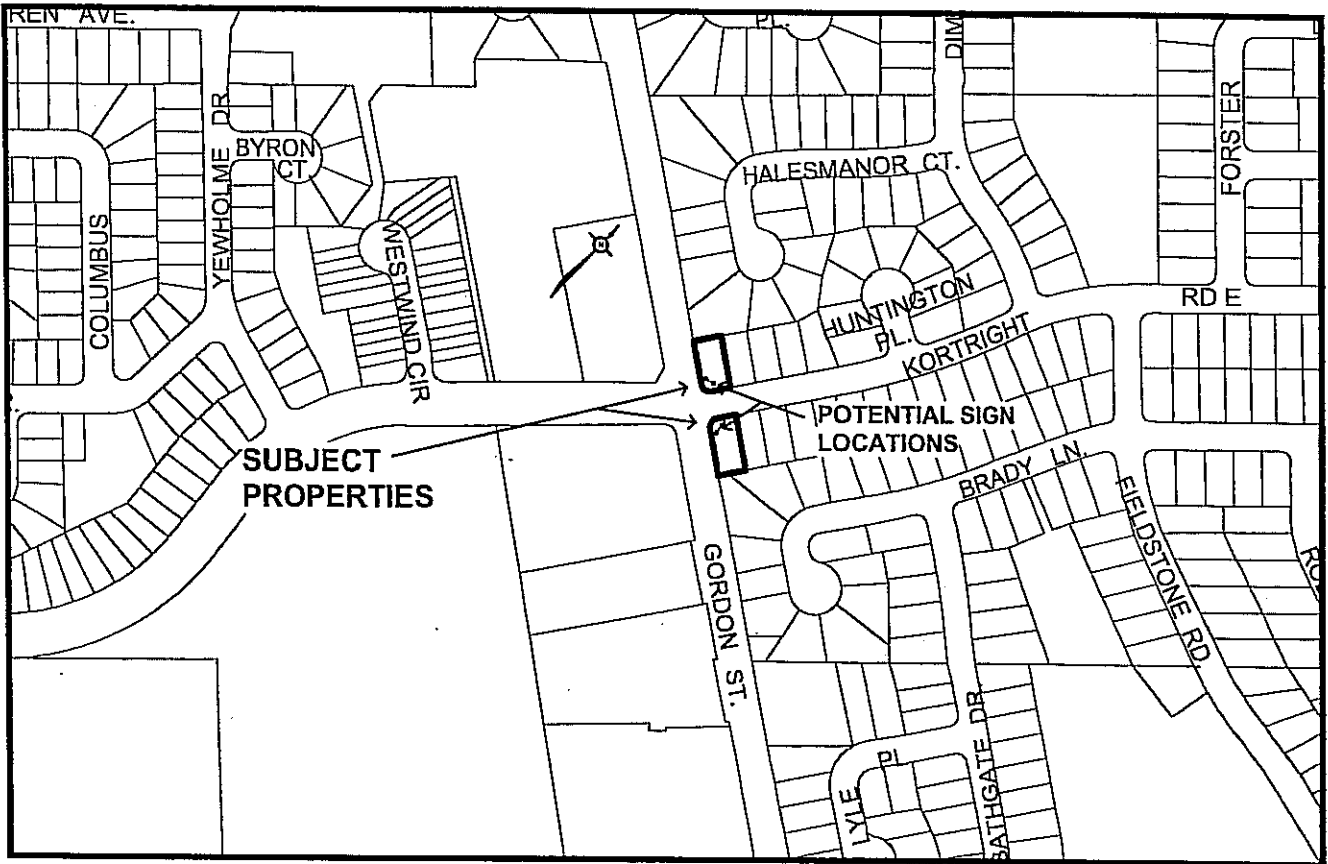 REN AVE.
PL.
DIM
BYRON
CT.
YEWHOLME DR
COLUMBUS
WESTWIND CIR
HALESMANOR CT.
FORSTER
HUNTINGTON
PL.
KORTRIGHT
RD E
SUBJECT
PROPERTIES
POTENTIAL SIGN
LOCATIONS
BRADY LN.
FIELDSTONE RD.
GORDON ST.
LYLE
Pl
BATHGATE DR.